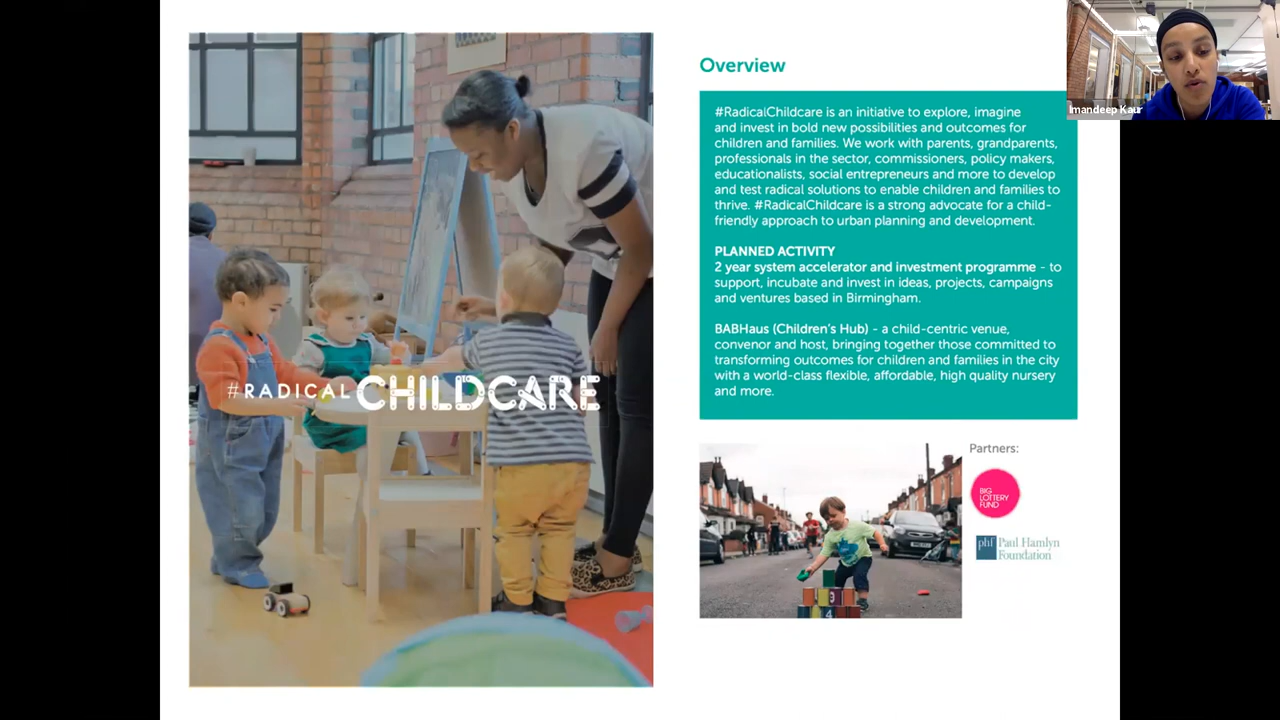 Overview
Imandeep Kaur
#RadicalChildcare is an initiative to explore, imagine
and invest in bold new possibilities and outcomes for
children and families. We work with parents, grandparents,
professionals in the sector, commissioners, policy makers,
educationalists, social entrepreneurs and more to develop
and test radical solutions to enable children and families to
thrive. #RadicalChildcare is a strong advocate for a child-
friendly approach to urban planning and development.
PLANNED ACTIVITY
2 year system accelerator and investment programme - to
support, incubate and invest in ideas, projects, campaigns
and ventures based in Birmingham.
BABHaus (Children's Hub) - a child-centric venue,
convenor and host, bringing together those committed to
transforming outcomes for children and families in the city
with a world-class flexible, affordable, high quality nursery
and more.
#RADICALCHILDCARE
Partners:
BIG
LOTTERY
FUND
phf Paul Hamlyn
Foundation
3
4